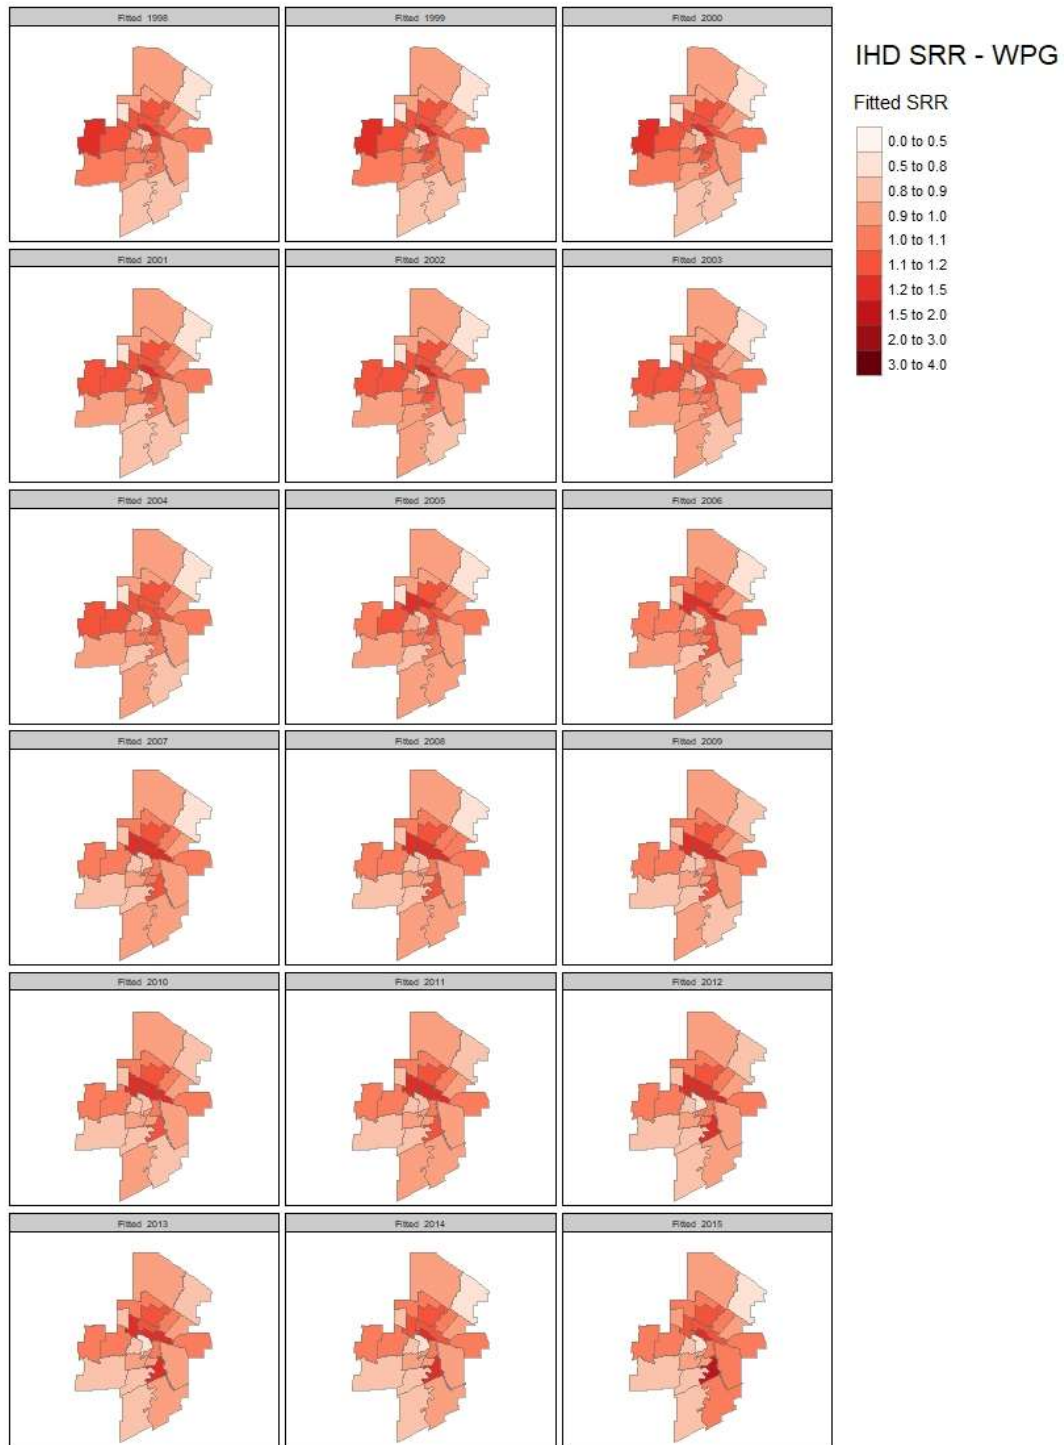 Fitted 1998
Fitted 1999
Fitted 2000
IHD SRR - WPG
Fitted SRR
0.0 to 0.5
0.5 to 0.8
0.8 to 0.9
0.9 to 1.0
1.0 to 1.1
1.1 to 1.2
1.2 to 1.5
1.5 to 2.0
2.0 to 3.0
3.0 to 4.0
Fitted 2001
Fitted 2002
Fitted 2003
Fitted 2004
Fitted 2005
Fitted 2006
Fitted 2007
Fitted 2008
Fitted 2009
Fitted 2010
Fitted 2011
Fitted 2012
Fitted 2013
Fitted 2014
Fitted 2015